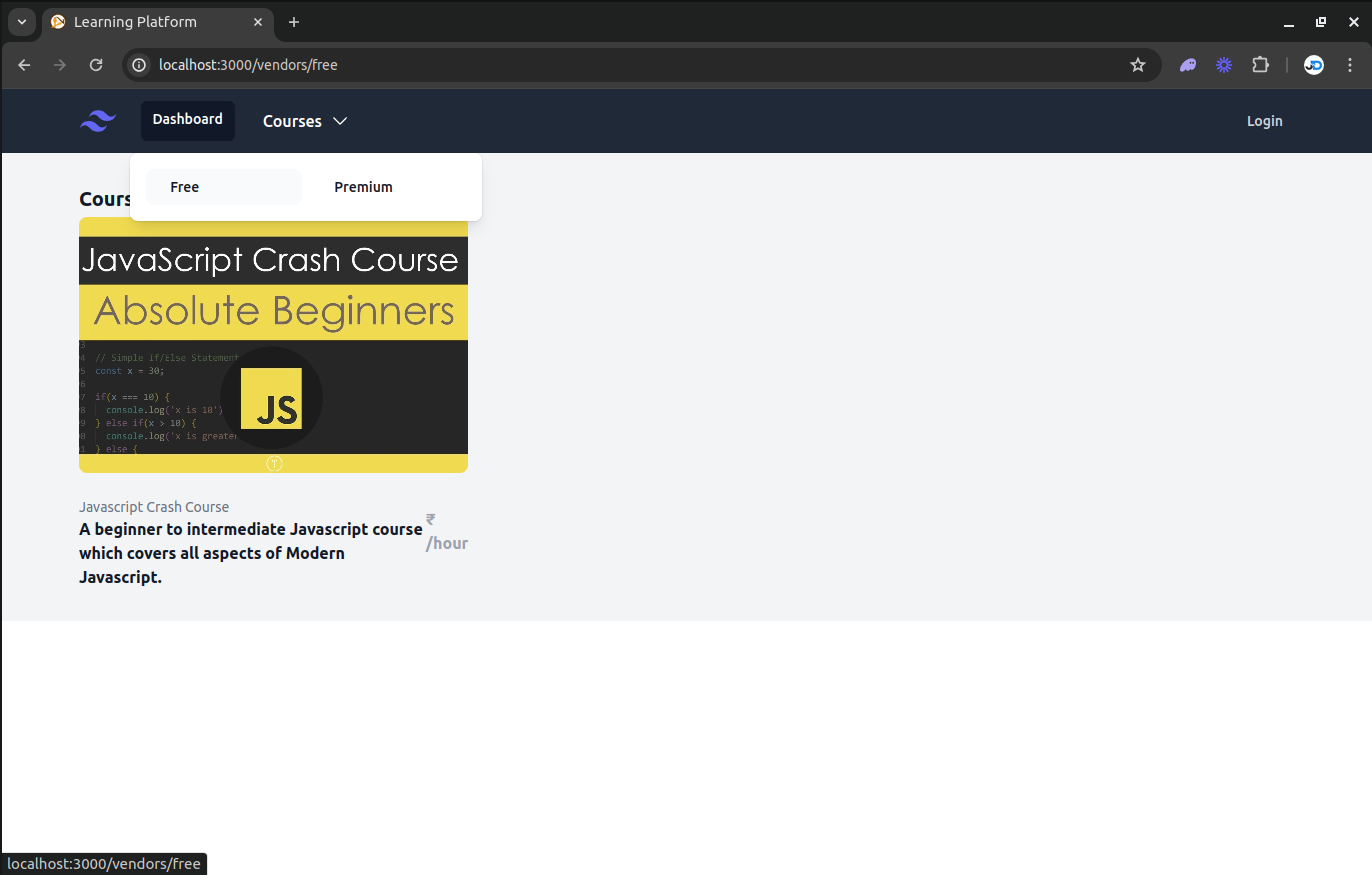 Learning Platform
localhost:3000/vendors/free
Dashboard Courses Login
Free Premium
Cours
JavaScript Crash Course
Absolute Beginners
3
4 // Simple If/Else Statement
5 const x = 30;
6
7 if(x === 10) {
8 console.log('x is 10')
9 } else if(x > 10) {
0 console.log('x is greater
1 } else {
JS
T
Javascript Crash Course
A beginner to intermediate Javascript course
which covers all aspects of Modern
Javascript.
₹
/hour
localhost:3000/vendors/free